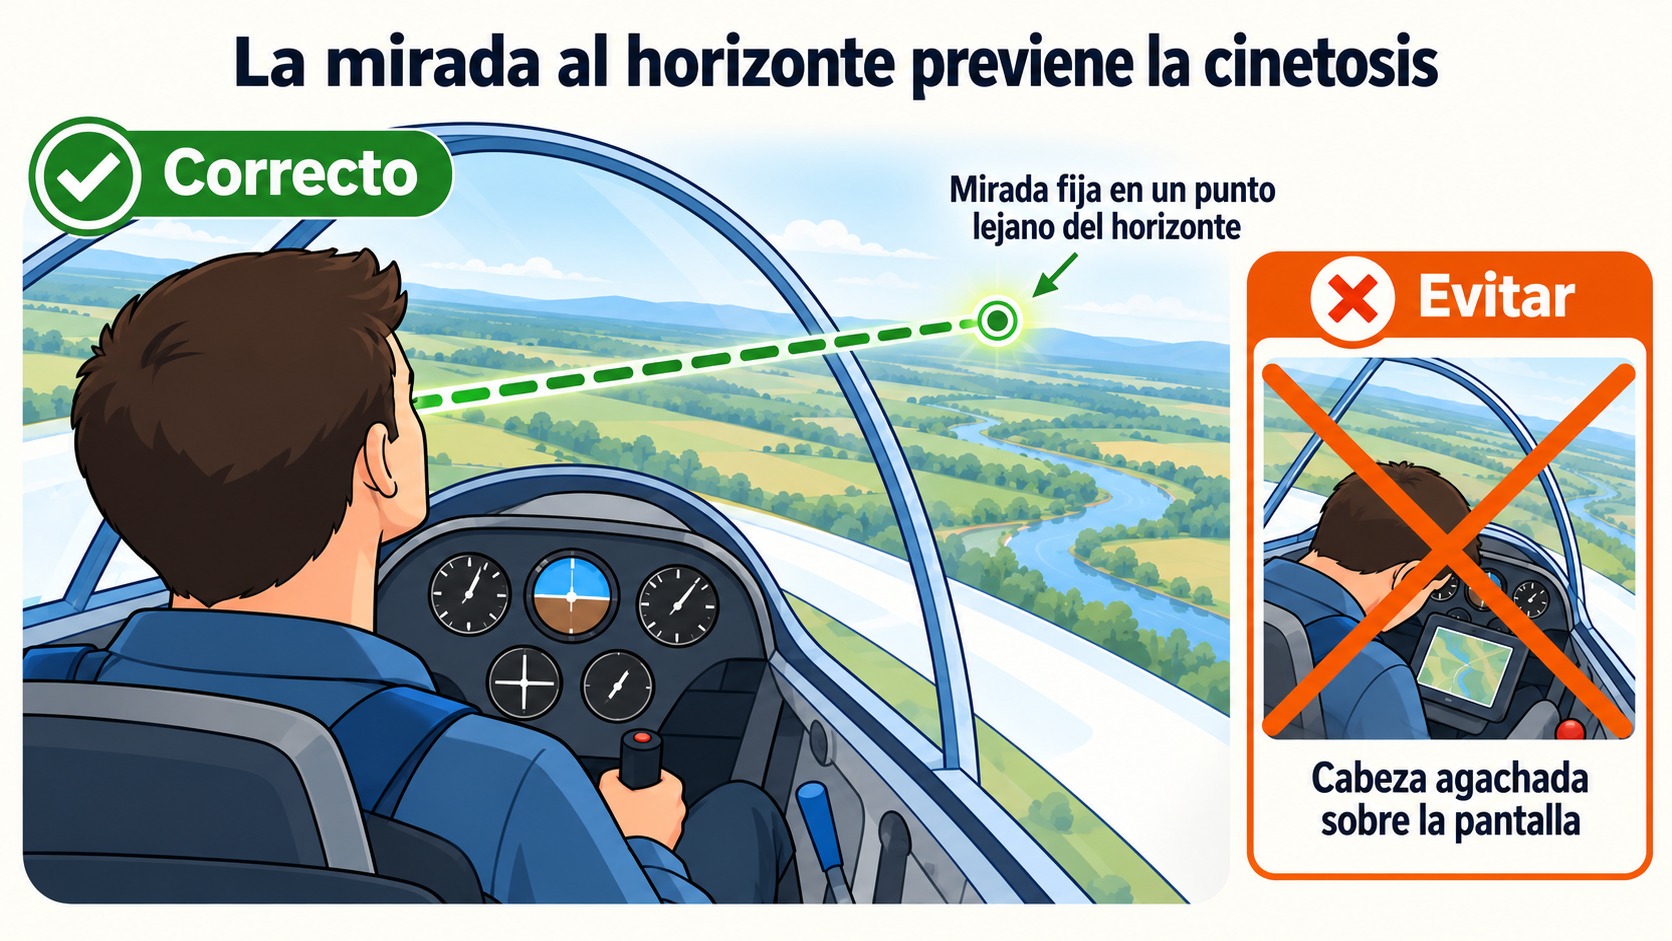 La mirada al horizonte previene la cinetosis
Correcto
Mirada fija en un punto
lejano del horizonte
Evitar
Cabeza agachada
sobre la pantalla